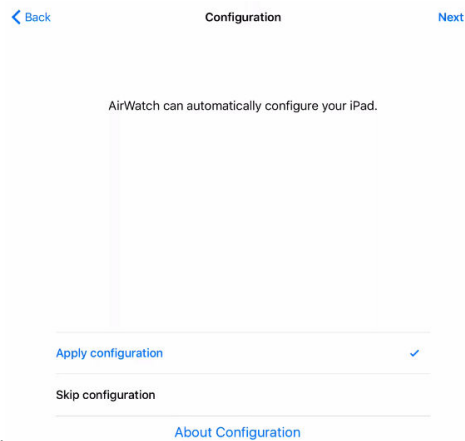 Back Configuration Next
AirWatch can automatically configure your iPad.
Apply configuration
Skip configuration
About Configuration